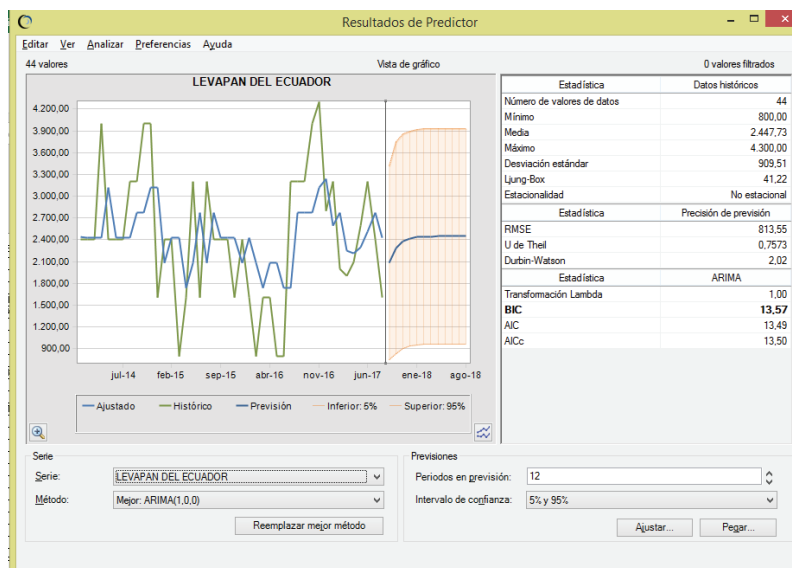 Resultados de Predictor
Editar Ver Analizar Preferencias Ayuda
44 valores Vista de gráfico 0 valores filtrados
LEVAPAN DEL ECUADOR
4.200,00
3.900,00
3.600,00
3.300,00
3.000,00
2.700,00
2.400,00
2.100,00
1.800,00
1.500,00
1.200,00
900,00
jul-14 feb-15 sep-15 abr-16 nov-16 jun-17 ene-18 ago-18
Ajustado Histórico Previsión Inferior: 5% Superior: 95%
Estadística Datos históricos
Número de valores de datos 44
Mínimo 800,00
Media 2.447,73
Máximo 4.300,00
Desviación estándar 909,51
Ljung-Box 41,22
Estacionalidad No estacional
Estadística Precisión de previsión
RMSE 813,55
U de Theil 0,7573
Durbin-Watson 2,02
Estadística ARIMA
Transformación Lambda 1,00
BIC 13,57
AIC 13,49
AICc 13,50
Serie
Serie: LEVAPAN DEL ECUADOR
Método: Mejor: ARIMA(1,0,0)
Reemplazar mejor método
Previsiones
Periodos en previsión: 12
Intervalo de confianza: 5% y 95%
Ajustar... Pegar...